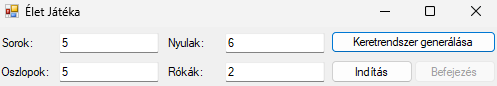 Élet Játéka
Sorok: 5 Nyulak: 6 Keretrendszer generálása
Oszlopok: 5 Rókák: 2 Indítás Befejezés